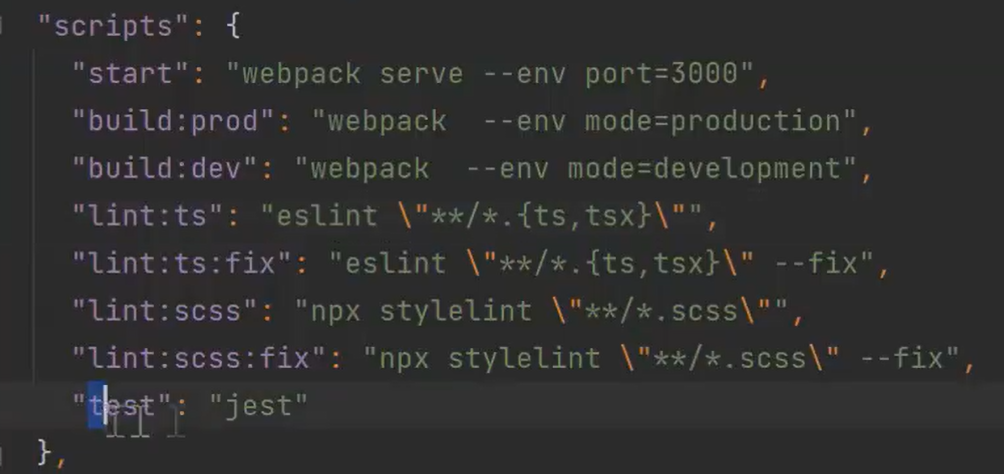 "scripts": {
"start": "webpack serve --env port=3000",
"build:prod": "webpack  --env mode=production",
"build:dev": "webpack  --env mode=development",
"lint:ts": "eslint \"**/*.{ts,tsx}\"",
"lint:ts:fix": "eslint \"**/*.{ts,tsx}\" --fix",
"lint:scss": "npx stylelint \"**/*.scss\"",
"lint:scss:fix": "npx stylelint \"**/*.scss\" --fix",
"test": "jest"
},